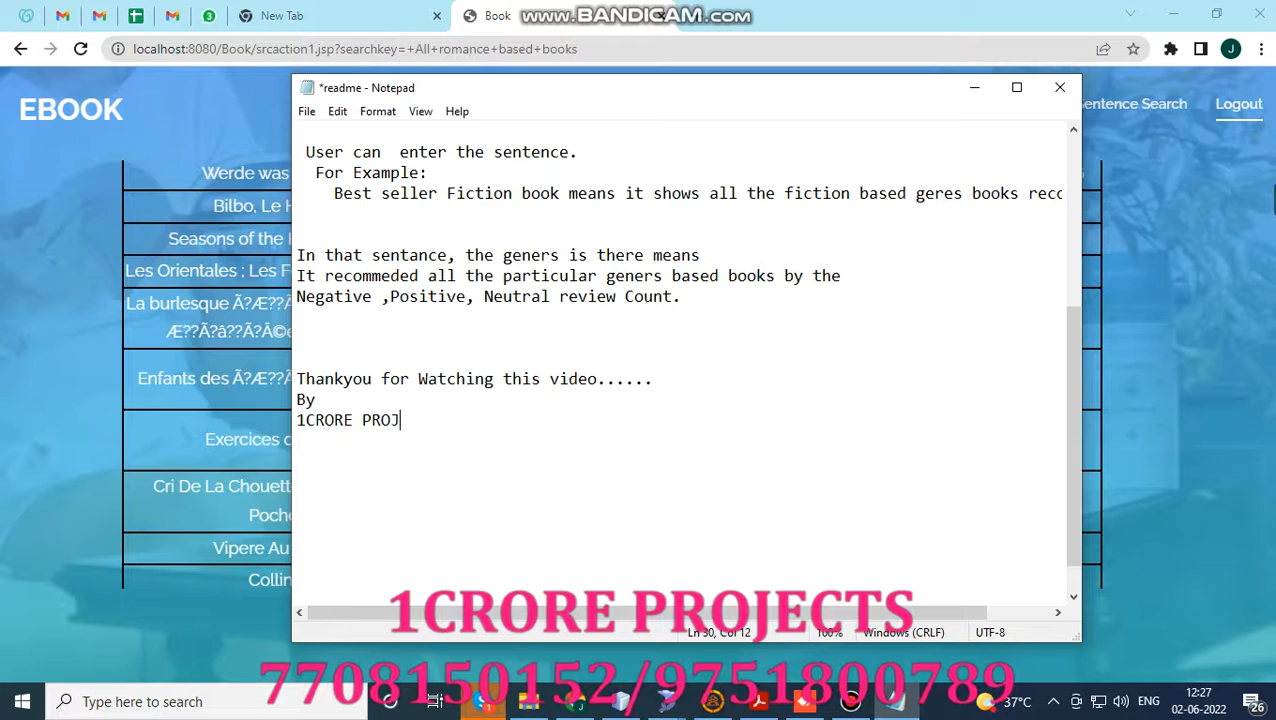 New Tab
Book
WWW.BANDICAM.COM
localhost:8080/Book/srcaction1.jsp?searchkey=+All+romance+based+books
J
EBOOK
Sentence Search
Logout
*readme - Notepad
File Edit Format View Help
User can enter the sentence.
For Example:
Best seller Fiction book means it shows all the fiction based geres books reco
In that sentance, the geners is there means
It recommeded all the particular geners based books by the
Negative ,Positive, Neutral review Count.
Thankyou for Watching this video......
By
1CRORE PROJ
Werde was
Bilbo, Le H
Seasons of the
Les Orientales ; Les F
La burlesque Ã?Æ??Ã
Æ??Ã?â??Ã?Â©e
Enfants des Ã?Æ??Ã
Exercices d
Cri De La Chouett
Poche
Vipere Au
Collin
Ln 30, Col 12
100%
Windows (CRLF)
UTF-8
1CRORE PROJECTS
7708150152/9751800789
Type here to search
37°C
ENG
12:27
02-06-2022
26